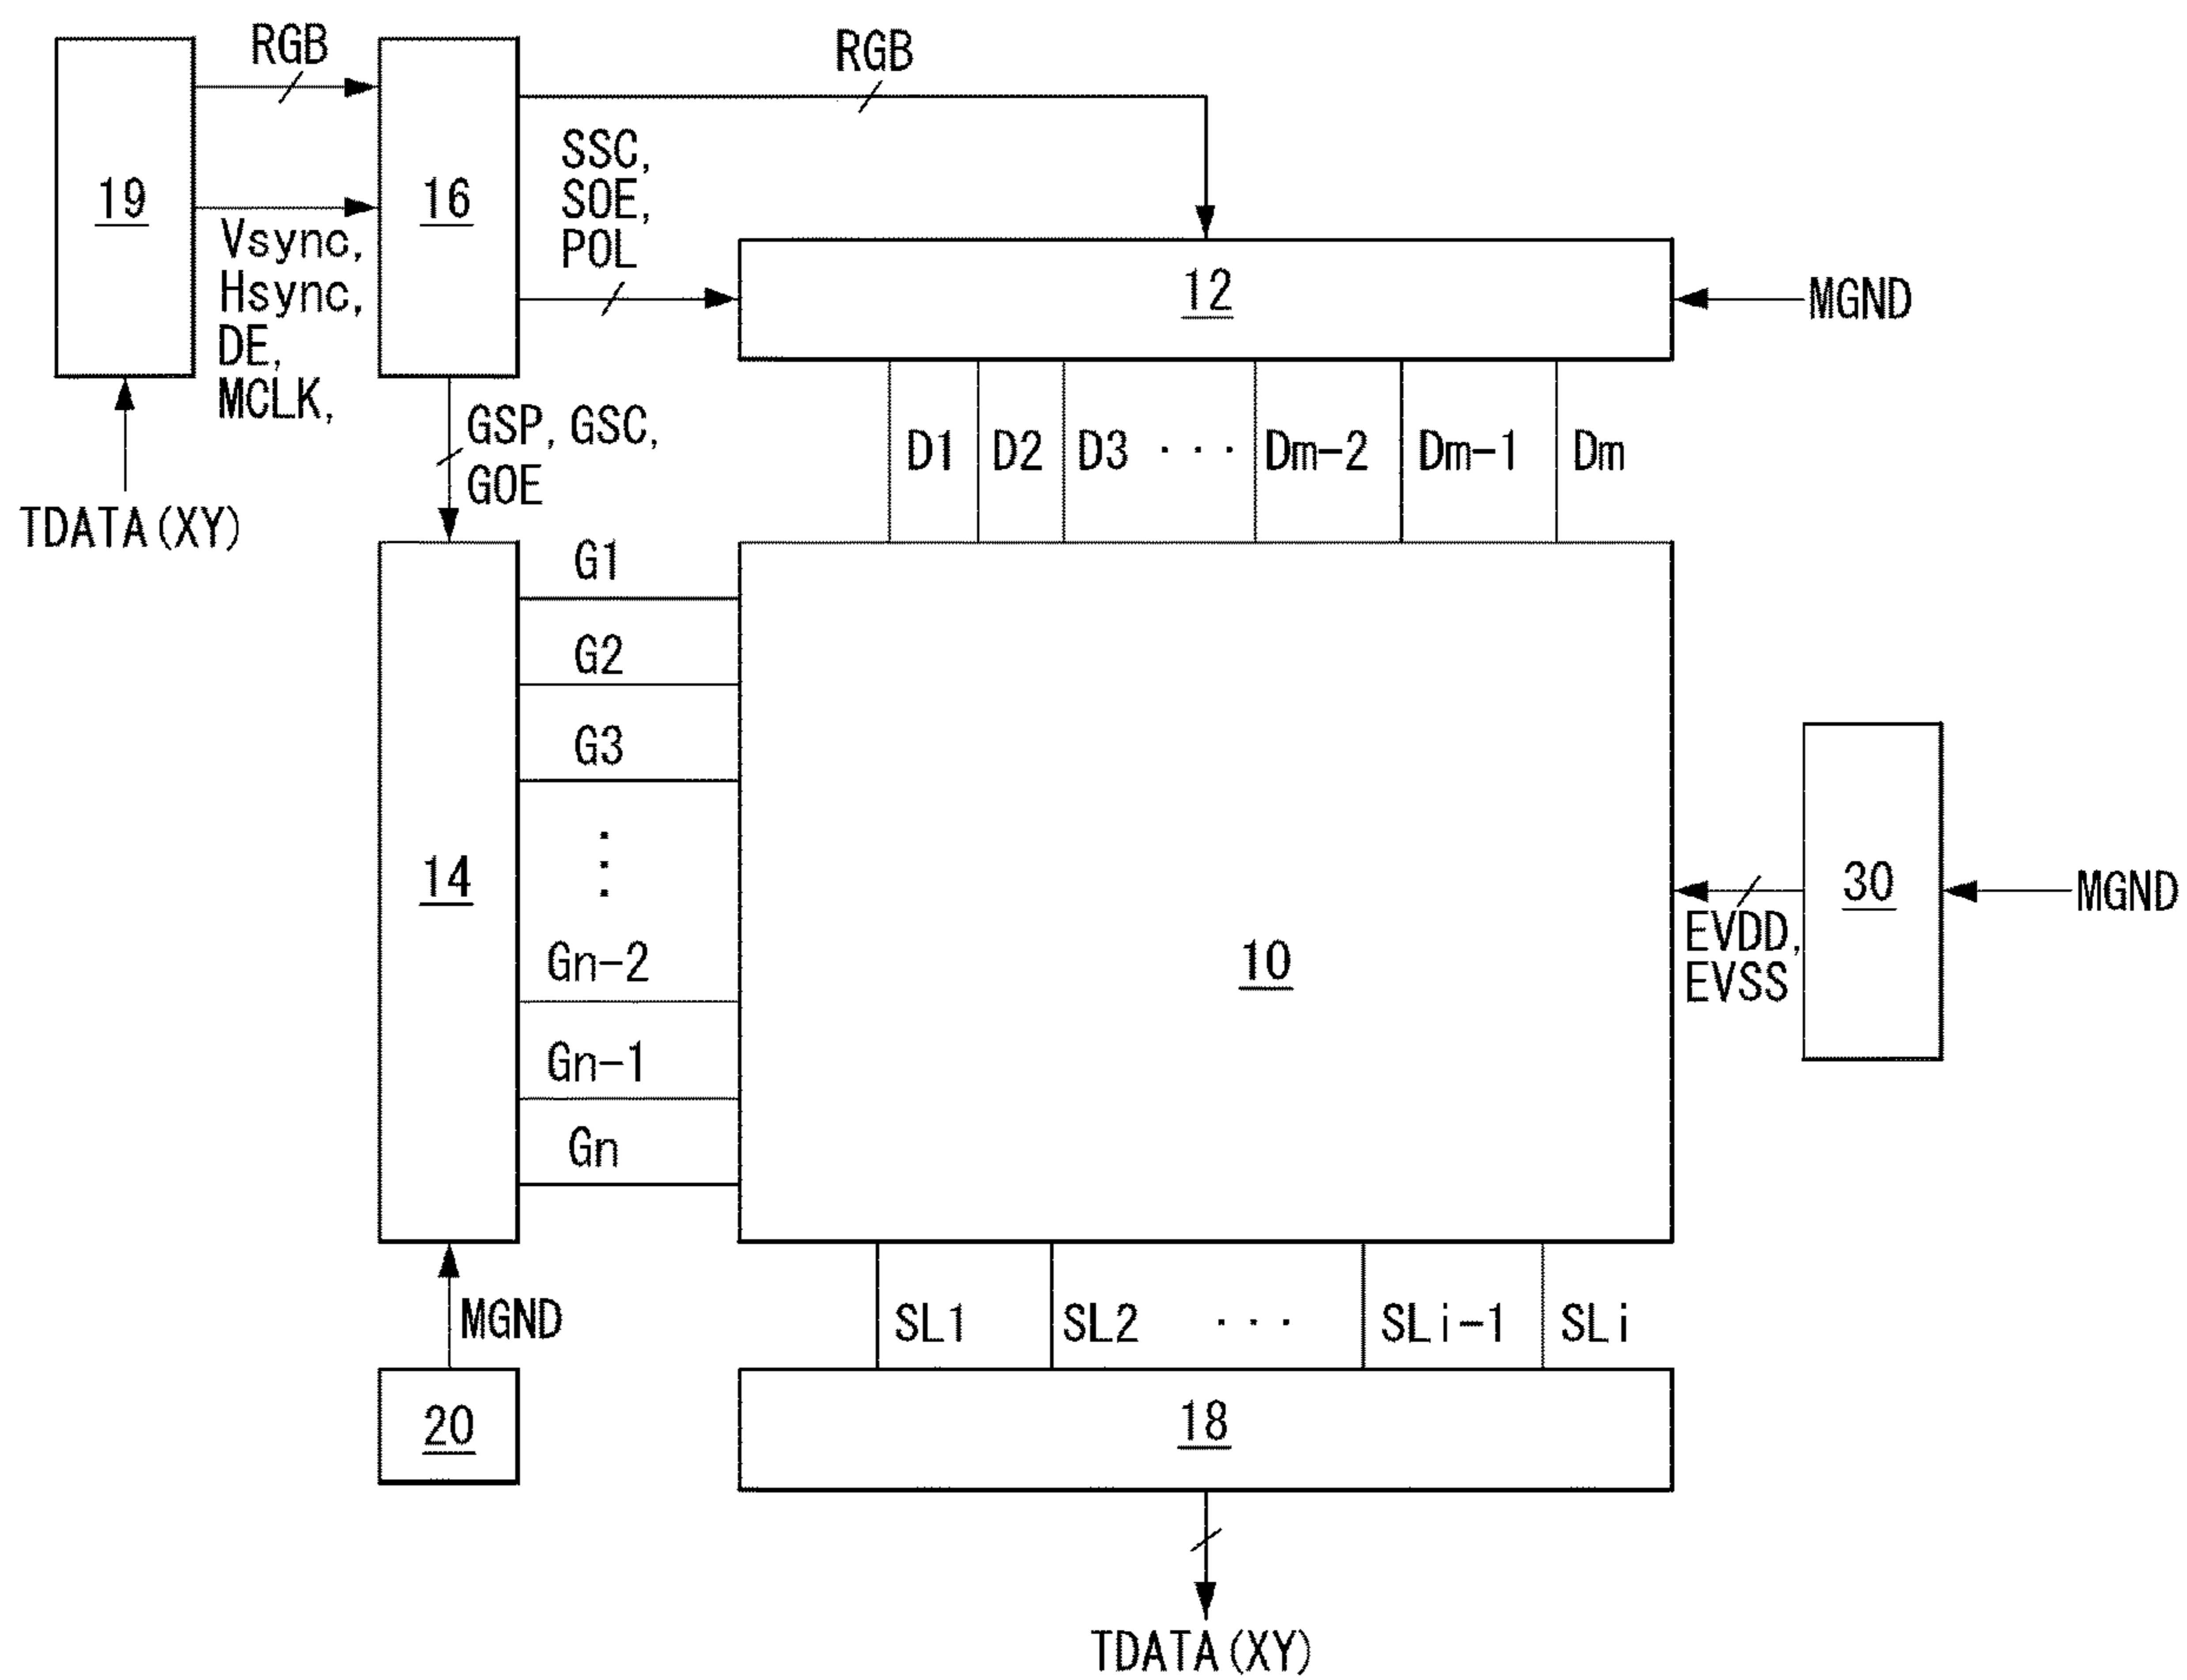 RGB
RGB
19
16
SSC,
SOE,
POL
Vsync,
Hsync,
DE,
MCLK,
12
MGND
GSP, GSC,
GOE
TDATA(XY)
D1 D2 D3 ··· Dm-2 Dm-1 Dm
G1
G2
G3
⋮
Gn-2
Gn-1
Gn
14
10
EVDD,
EVSS
30
MGND
MGND
20
SL1 SL2 ··· SLi-1 SLi
18
TDATA(XY)